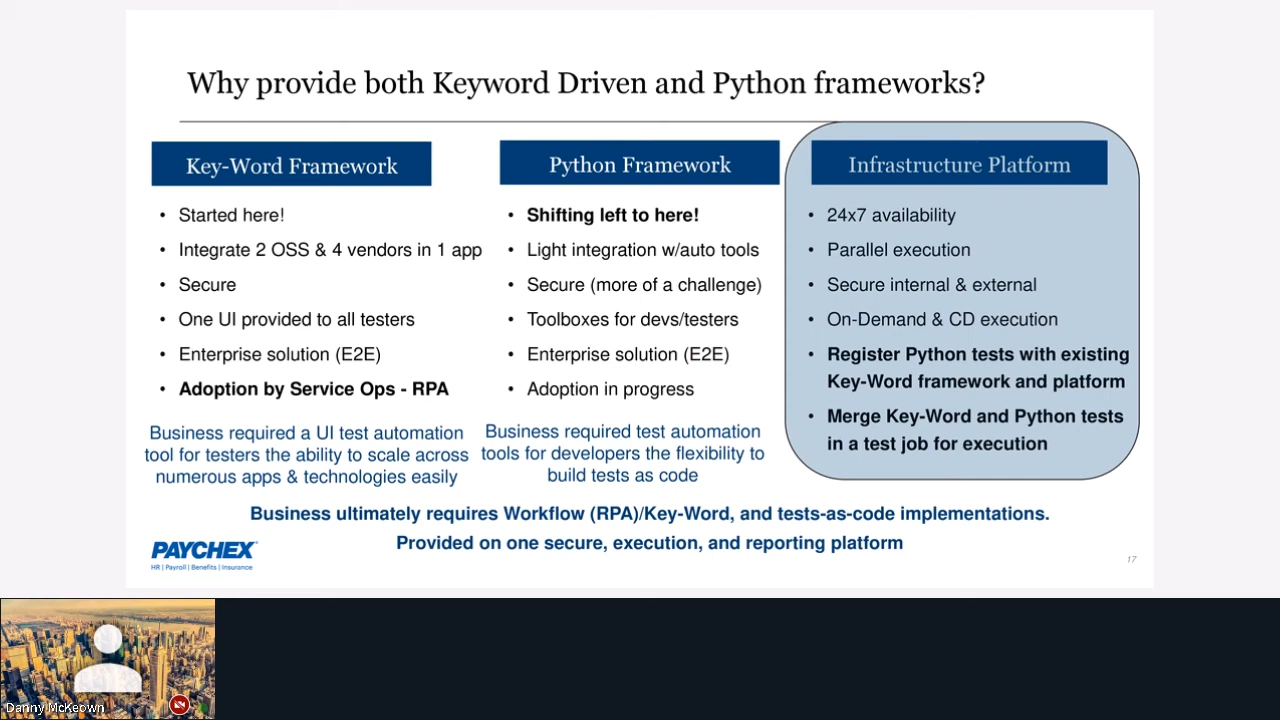 Why provide both Keyword Driven and Python frameworks?
Key-Word Framework
• Started here!
• Integrate 2 OSS & 4 vendors in 1 app
• Secure
• One UI provided to all testers
• Enterprise solution (E2E)
• Adoption by Service Ops - RPA
Business required a UI test automation
tool for testers the ability to scale across
numerous apps & technologies easily
Python Framework
• Shifting left to here!
• Light integration w/auto tools
• Secure (more of a challenge)
• Toolboxes for devs/testers
• Enterprise solution (E2E)
• Adoption in progress
Business required test automation
tools for developers the flexibility to
build tests as code
Infrastructure Platform
• 24x7 availability
• Parallel execution
• Secure internal & external
• On-Demand & CD execution
• Register Python tests with existing
Key-Word framework and platform
• Merge Key-Word and Python tests
in a test job for execution
Business ultimately requires Workflow (RPA)/Key-Word, and tests-as-code implementations.
Provided on one secure, execution, and reporting platform
PAYCHEX
HR | Payroll | Benefits | Insurance
17
Danny McKeown